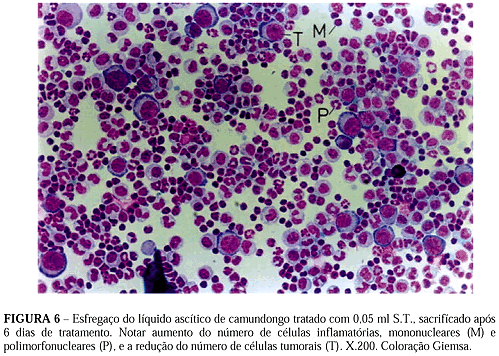 M
T
P
FIGURA 6 – Esfregaço do líquido ascítico de camundongo tratado com 0,05 ml S.T., sacrificado após
6 dias de tratamento. Notar aumento do número de células inflamatórias, mononucleares (M) e
polimorfonucleares (P), e a redução do número de células tumorais (T). X.200. Coloração Giemsa.